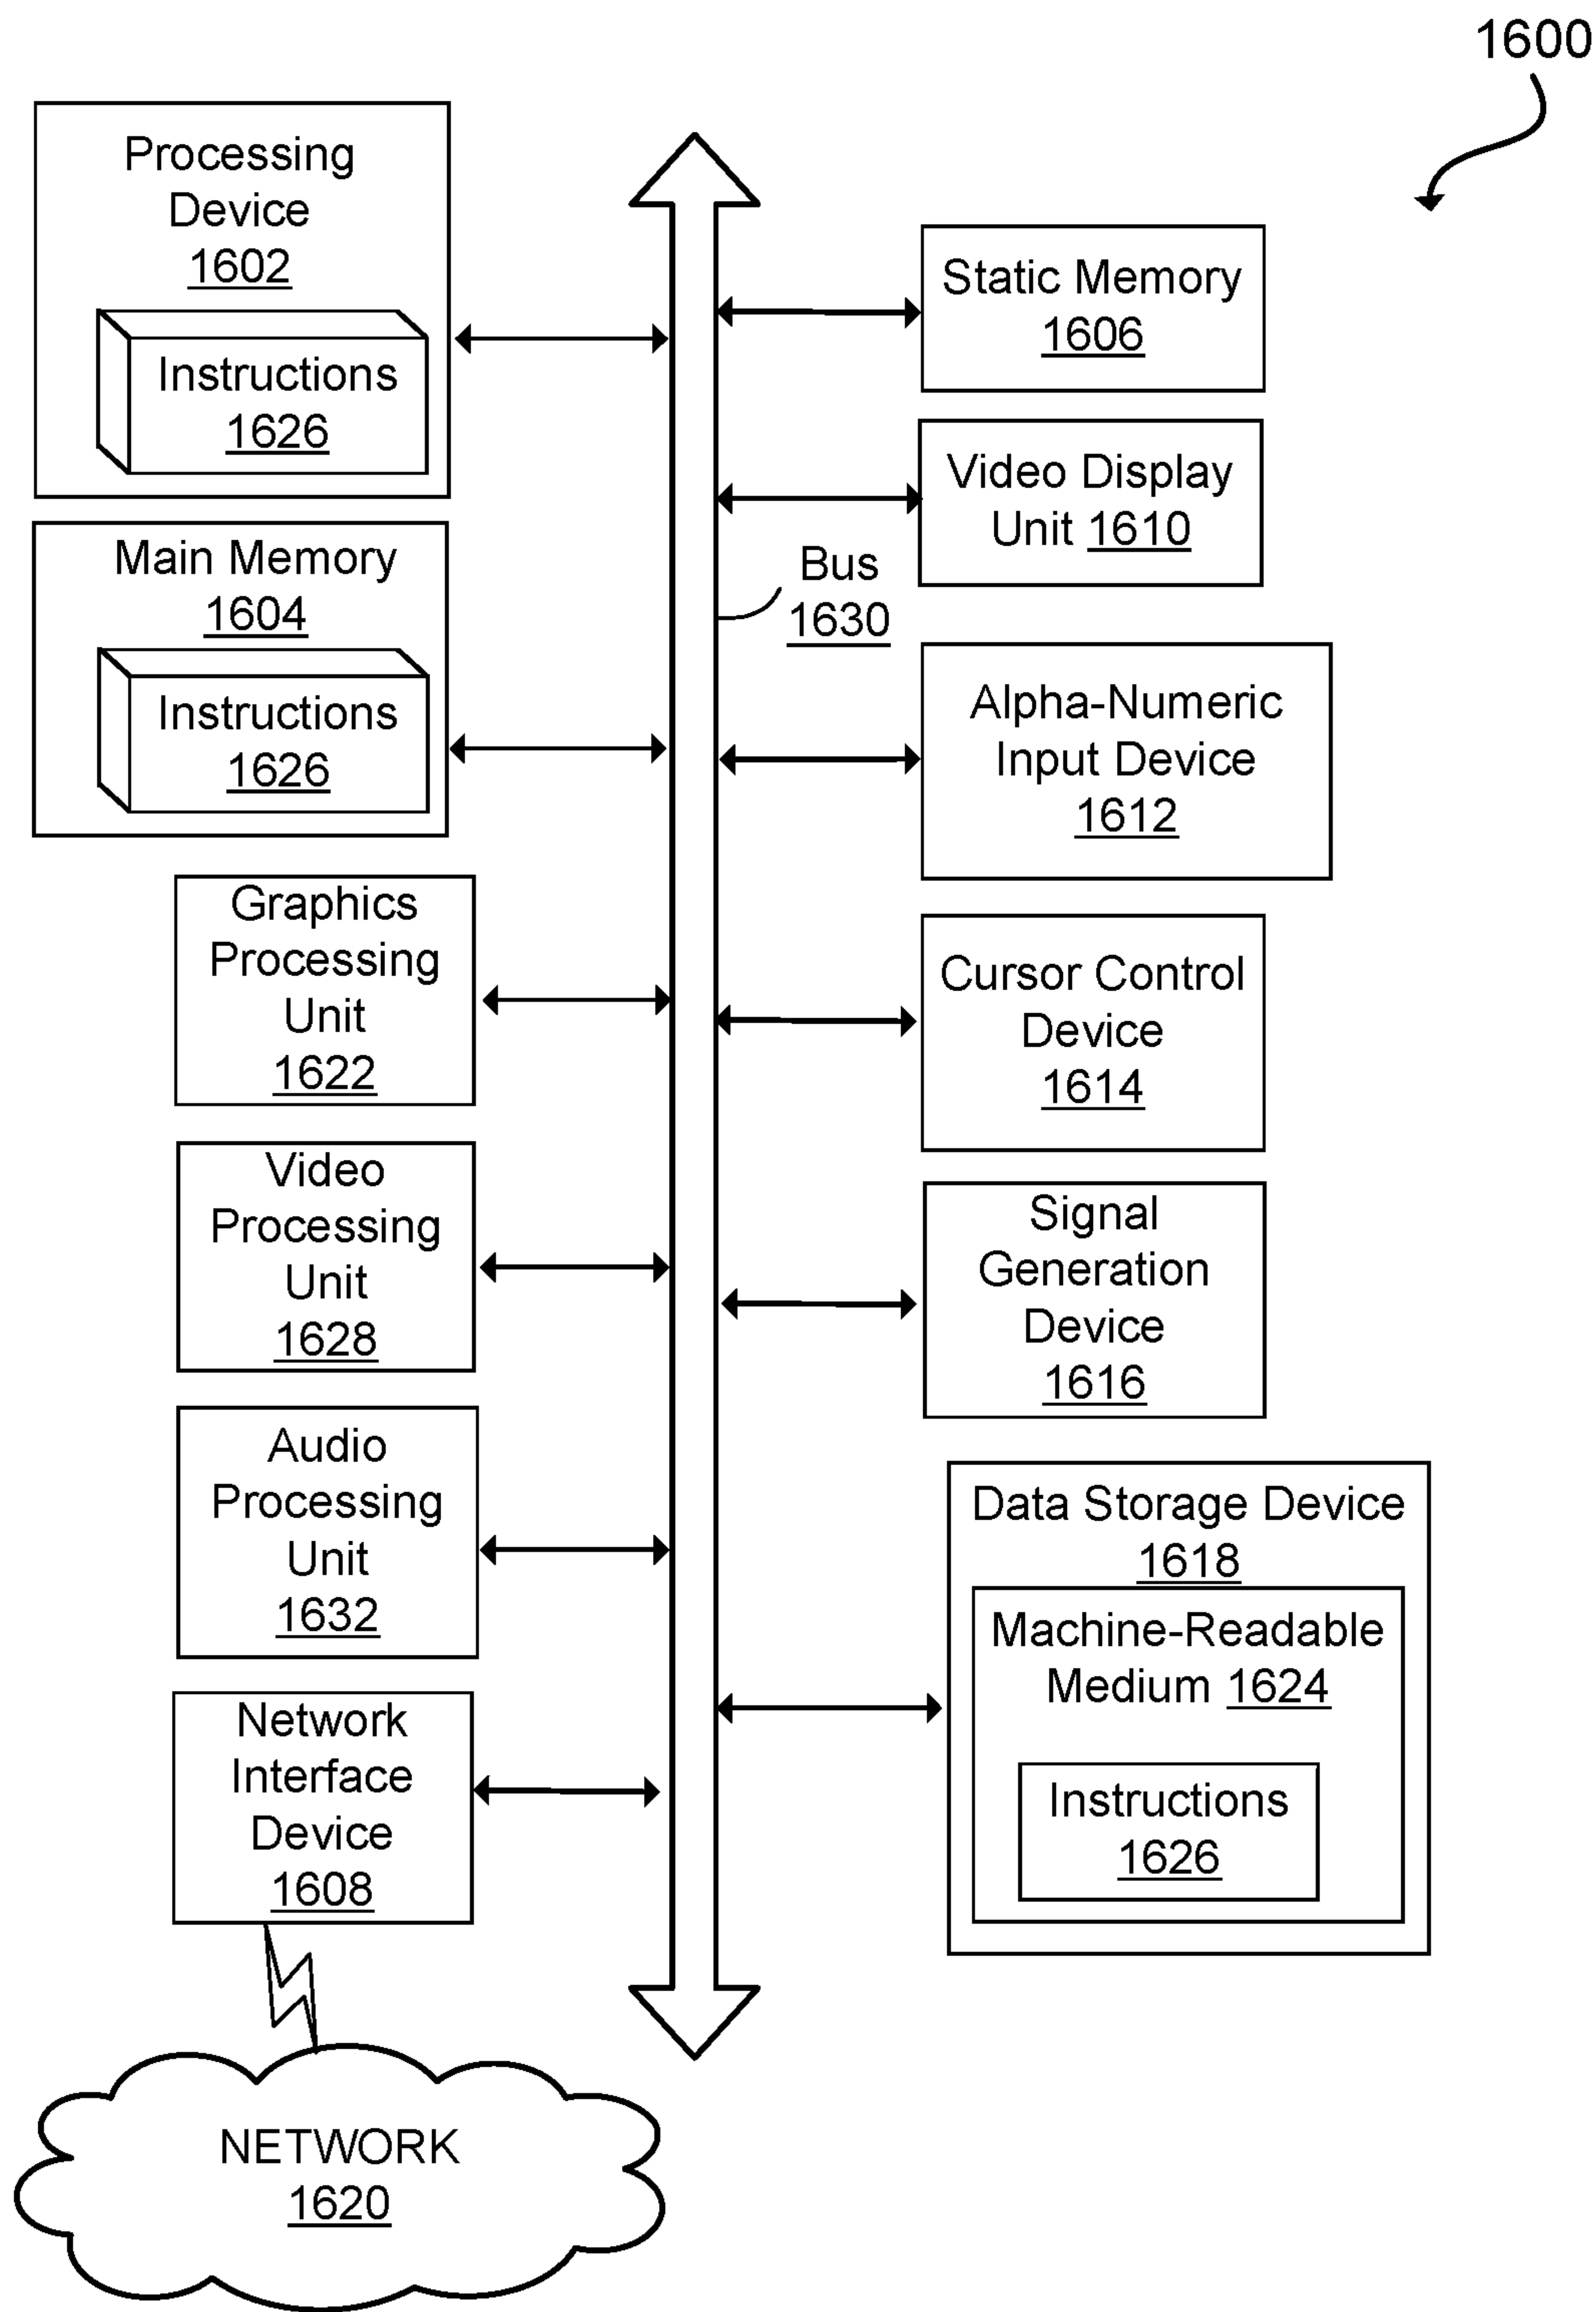 1600
Processing
Device
1602
Instructions
1626
Main Memory
1604
Instructions
1626
Graphics
Processing
Unit
1622
Video
Processing
Unit
1628
Audio
Processing
Unit
1632
Network
Interface
Device
1608
NETWORK
1620
Bus
1630
Static Memory
1606
Video Display
Unit 1610
Alpha-Numeric
Input Device
1612
Cursor Control
Device
1614
Signal
Generation
Device
1616
Data Storage Device
1618
Machine-Readable
Medium 1624
Instructions
1626